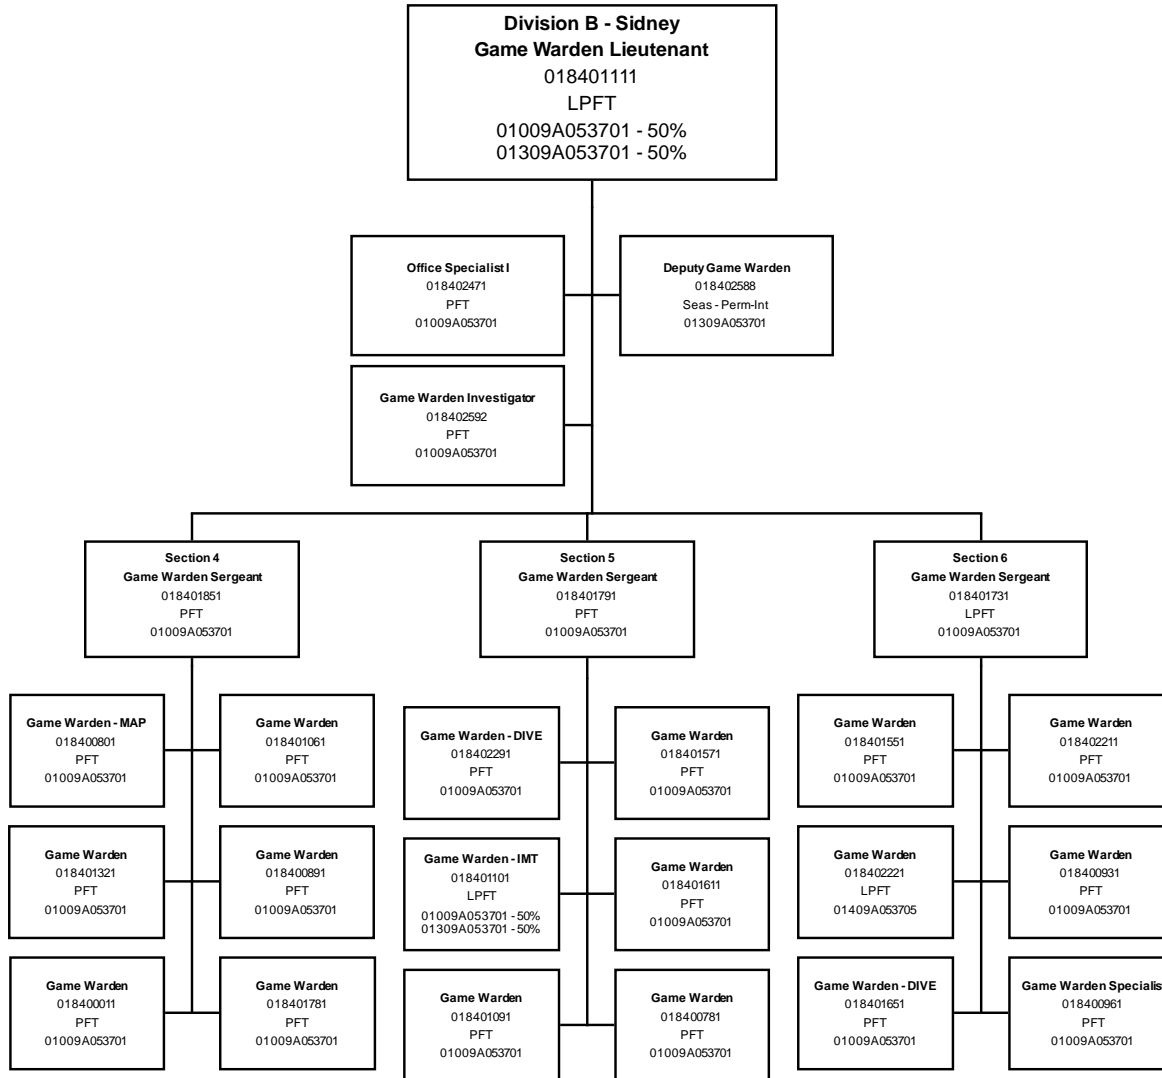 Division B - Sidney
Game Warden Lieutenant
018401111
LPFT
01009A053701 - 50%
01309A053701 - 50%
Office Specialist I
018402471
PFT
01009A053701
Deputy Game Warden
018402588
Seas - Perm-Int
01309A053701
Game Warden Investigator
018402592
PFT
01009A053701
Section 4
Game Warden Sergeant
018401851
PFT
01009A053701
Section 5
Game Warden Sergeant
018401791
PFT
01009A053701
Section 6
Game Warden Sergeant
018401731
LPFT
01009A053701
Game Warden - MAP
018400801
PFT
01009A053701
Game Warden
018401061
PFT
01009A053701
Game Warden - DIVE
018402291
PFT
01009A053701
Game Warden
018401571
PFT
01009A053701
Game Warden
018401551
PFT
01009A053701
Game Warden
018402211
PFT
01009A053701
Game Warden
018401321
PFT
01009A053701
Game Warden
018400891
PFT
01009A053701
Game Warden - IMT
018401101
LPFT
01009A053701 - 50%
01309A053701 - 50%
Game Warden
018401611
PFT
01009A053701
Game Warden
018402221
LPFT
01409A053705
Game Warden
018400931
PFT
01009A053701
Game Warden
018400011
PFT
01009A053701
Game Warden
018401781
PFT
01009A053701
Game Warden
018401091
PFT
01009A053701
Game Warden
018400781
PFT
01009A053701
Game Warden - DIVE
018401651
PFT
01009A053701
Game Warden Specialis
018400961
PFT
01009A053701